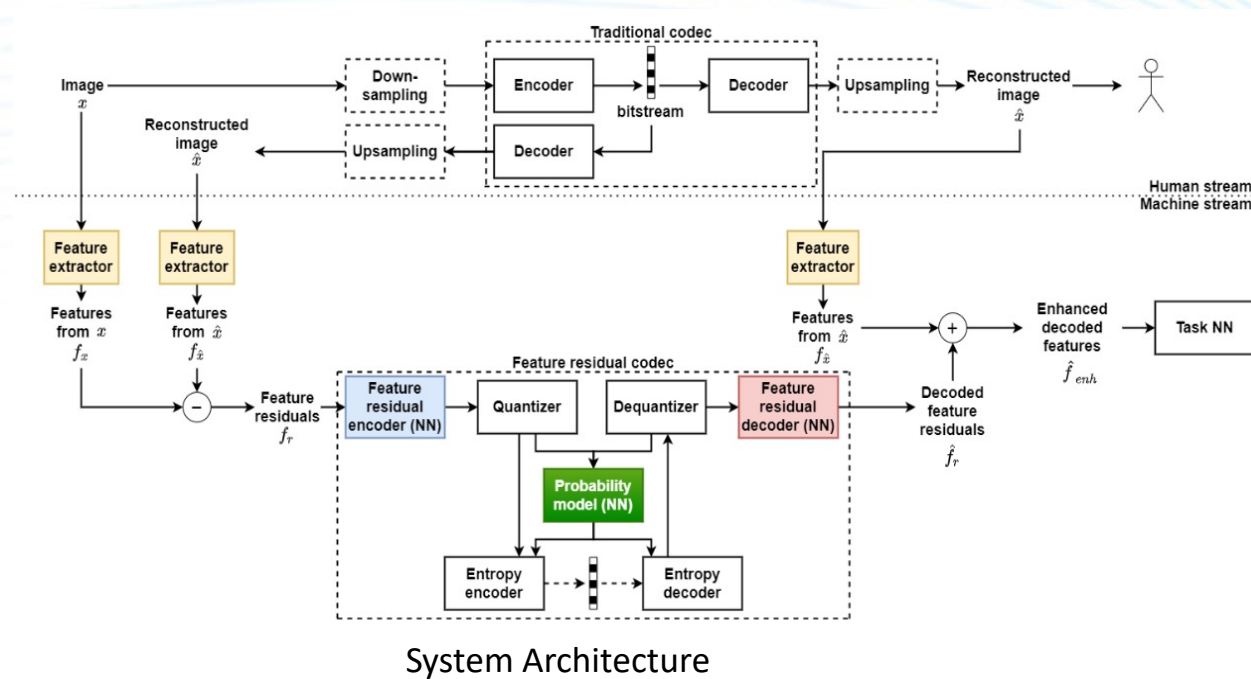 Traditional codec
Image
x
Down-
sampling
Encoder
bitstream
Decoder
Upsampling
Reconstructed
image
x̂
Reconstructed
image
x̂
Upsampling
Decoder
Human stream
Machine stream
Feature
extractor
Feature
extractor
Feature
extractor
Features
from x
f_x
Features
from x̂
f_x̂
Features
from x̂
f_x̂
+
Enhanced
decoded
features
f̂_enh
Task NN
−
Feature
residuals
f_r
Feature residual codec
Feature
residual
encoder (NN)
Quantizer
Dequantizer
Feature
residual
decoder (NN)
Decoded
feature
residuals
f̂_r
Probability
model (NN)
Entropy
encoder
Entropy
decoder
System Architecture